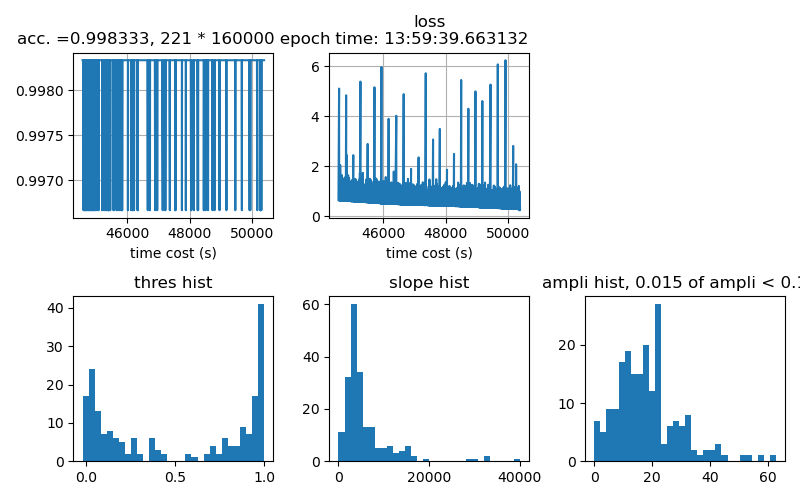 loss
acc. =0.998333, 221 * 160000 epoch time: 13:59:39.663132
0.9980
0.9975
0.9970
46000 48000 50000
time cost (s)
6
4
2
0
46000 48000 50000
time cost (s)
thres hist
40
30
20
10
0
0.0 0.5 1.0
slope hist
60
40
20
0
0 20000 40000
ampli hist, 0.015 of ampli < 0.1
20
10
0
0 20 40 60